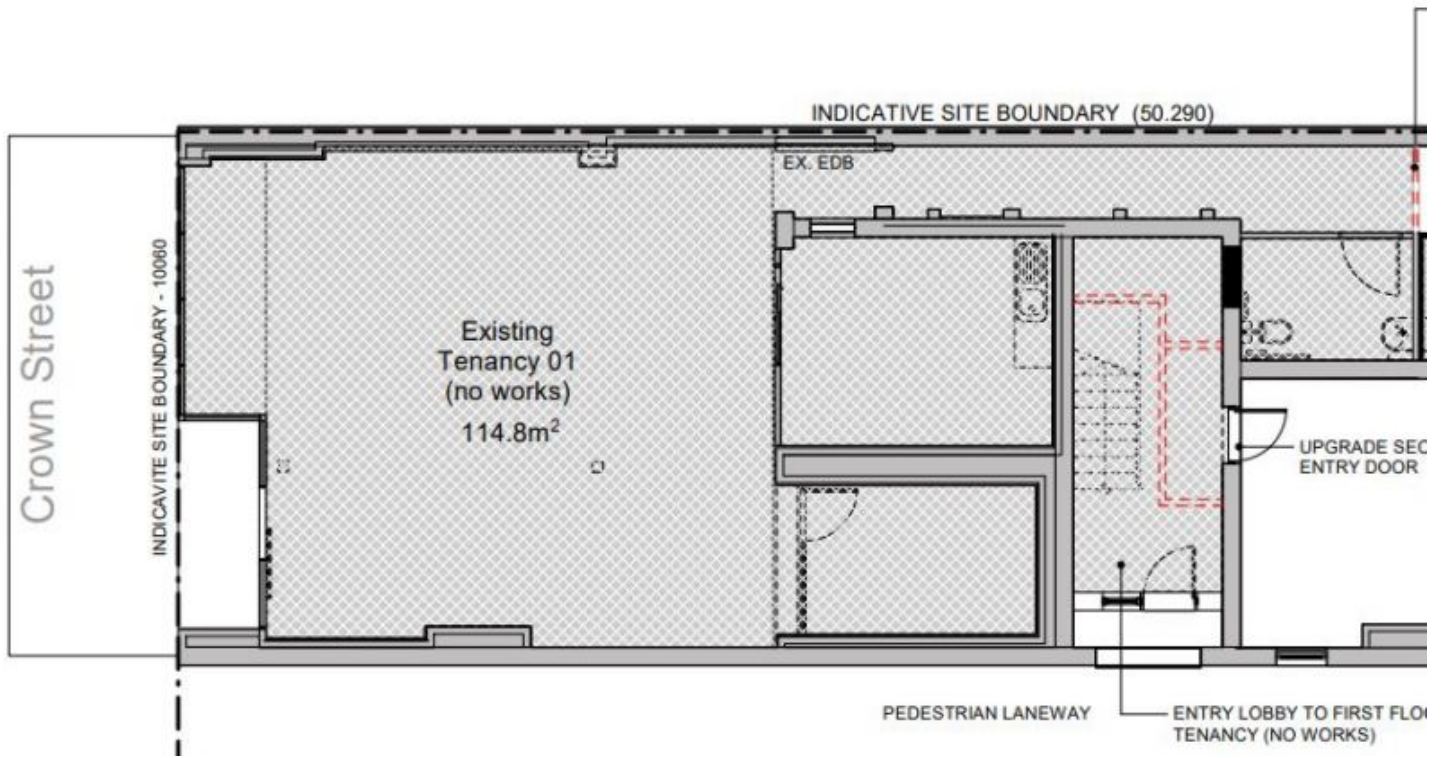 INDICATIVE SITE BOUNDARY (50.290)
EX. EDB
Crown Street
INDICAVITE SITE BOUNDARY - 10060
Existing
Tenancy 01
(no works)
114.8m²
UPGRADE SEC
ENTRY DOOR
PEDESTRIAN LANEWAY
ENTRY LOBBY TO FIRST FLO
TENANCY (NO WORKS)